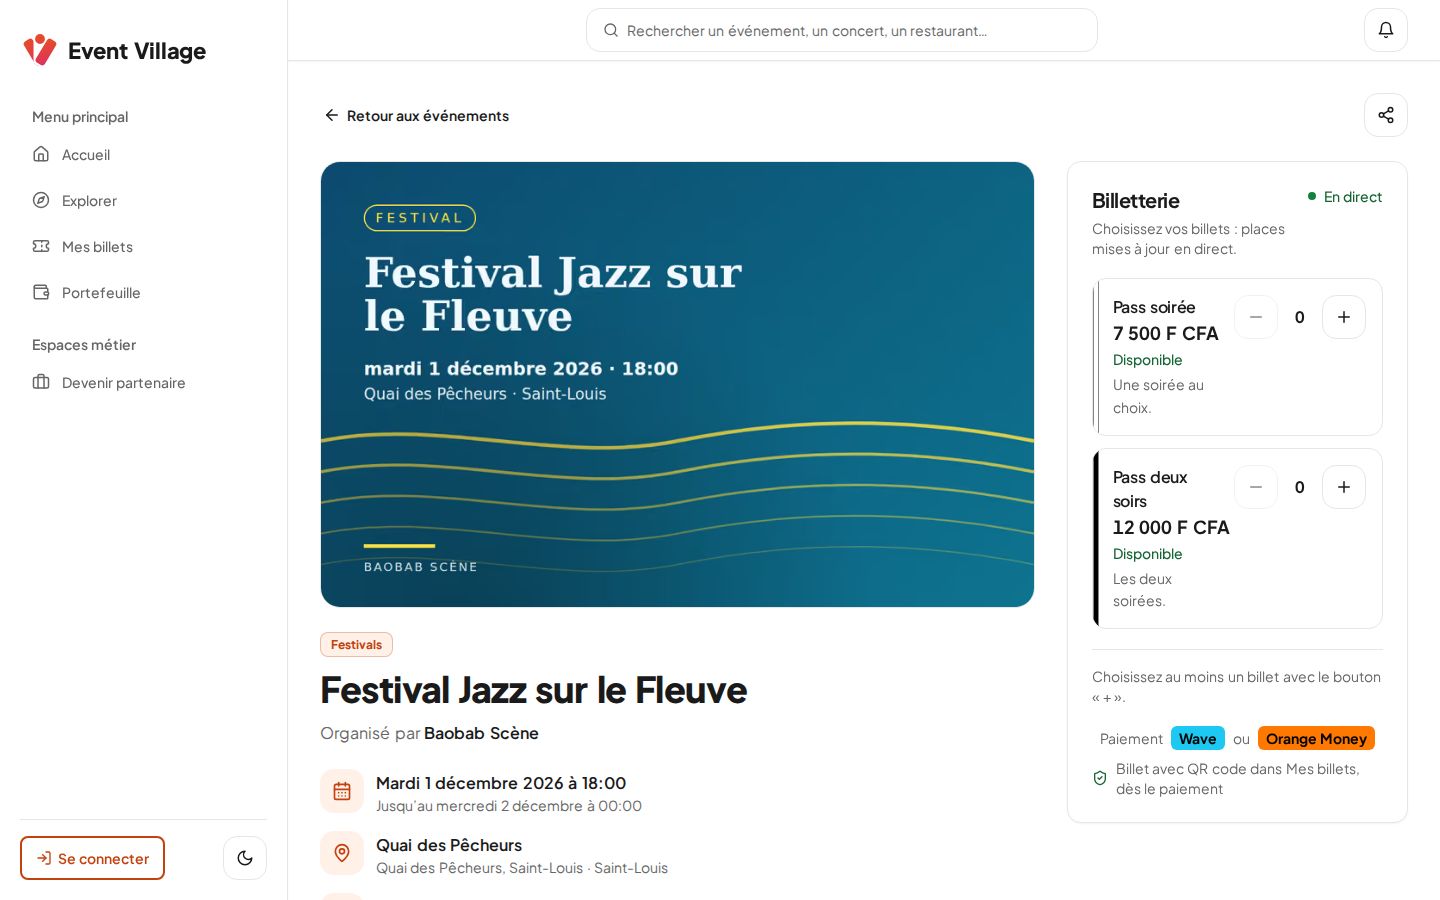 Event Village
Menu principal
Accueil
Explorer
Mes billets
Portefeuille
Espaces métier
Devenir partenaire
Se connecter
Rechercher un événement, un concert, un restaurant…
Retour aux événements
FESTIVAL
Festival Jazz sur
le Fleuve
mardi 1 décembre 2026 · 18:00
Quai des Pêcheurs · Saint-Louis
BAOBAB SCÈNE
Festivals
Festival Jazz sur le Fleuve
Organisé par Baobab Scène
Mardi 1 décembre 2026 à 18:00
Jusqu'au mercredi 2 décembre à 00:00
Quai des Pêcheurs
Quai des Pêcheurs, Saint-Louis · Saint-Louis
Billetterie
En direct
Choisissez vos billets : places
mises à jour en direct.
Pass soirée
7 500 F CFA
Disponible
Une soirée au
choix.
− 0 +
Pass deux
soirs
12 000 F CFA
Disponible
Les deux
soirées.
− 0 +
Choisissez au moins un billet avec le bouton
« + ».
Paiement Wave ou Orange Money
Billet avec QR code dans Mes billets,
dès le paiement